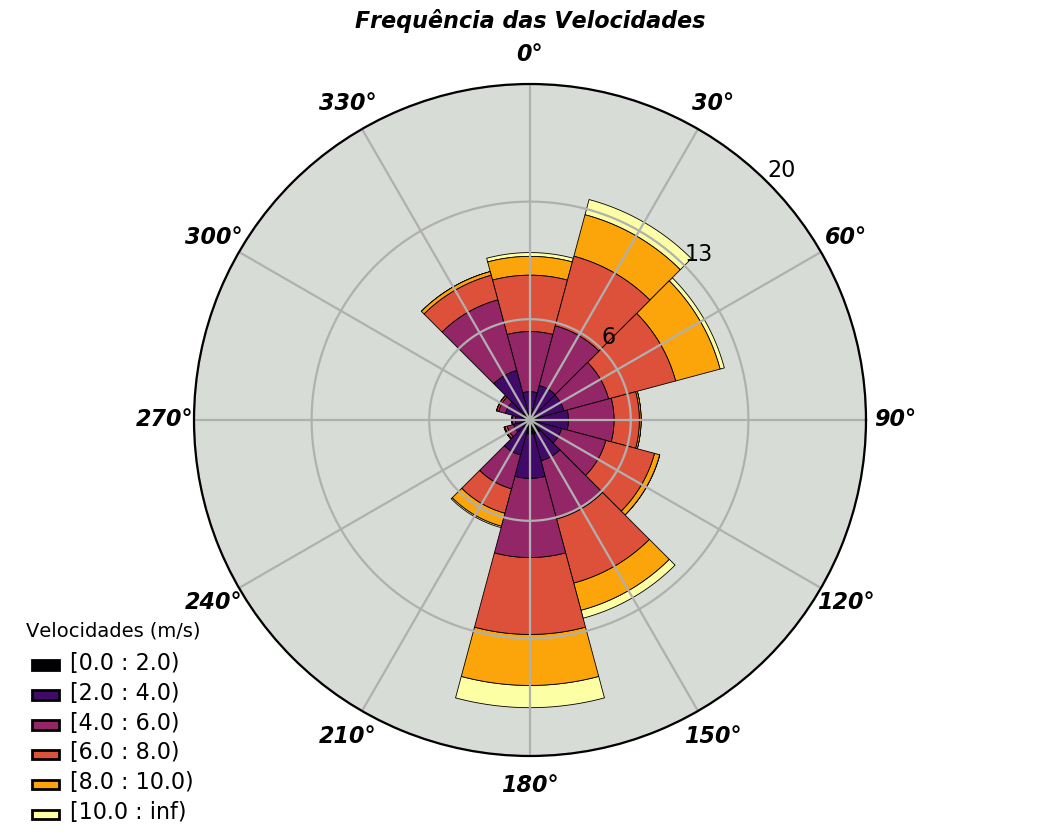 Frequência das Velocidades
0°
330°
30°
20
300°
60°
13
6
270°
90°
240°
120°
210°
150°
180°
Velocidades (m/s)
[0.0 : 2.0)
[2.0 : 4.0)
[4.0 : 6.0)
[6.0 : 8.0)
[8.0 : 10.0)
[10.0 : inf)